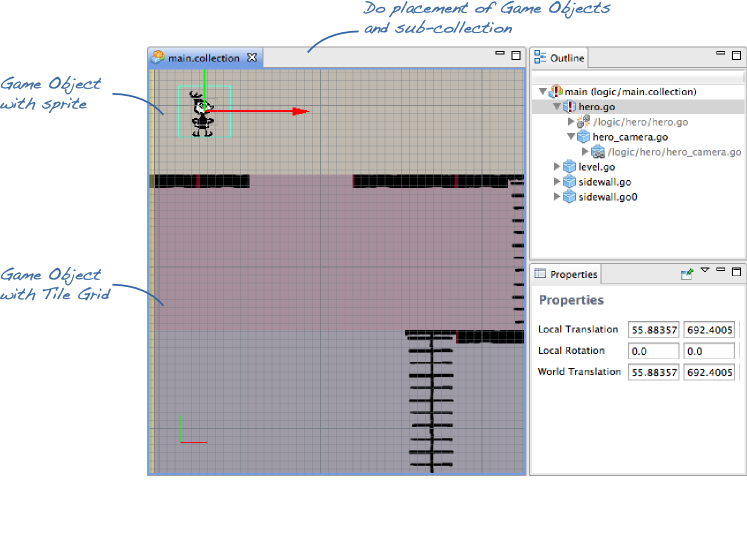 Do placement of Game Objects
and sub-collection
main.collection
Game Object
with sprite
Game Object
with Tile Grid
Outline
main (logic/main.collection)
hero.go
/logic/hero/hero.go
hero_camera.go
/logic/hero/hero_camera.go
level.go
sidewall.go
sidewall.go0
Properties
Properties
Local Translation 55.88357 692.4005
Local Rotation 0.0 0.0
World Translation 55.88357 692.4005